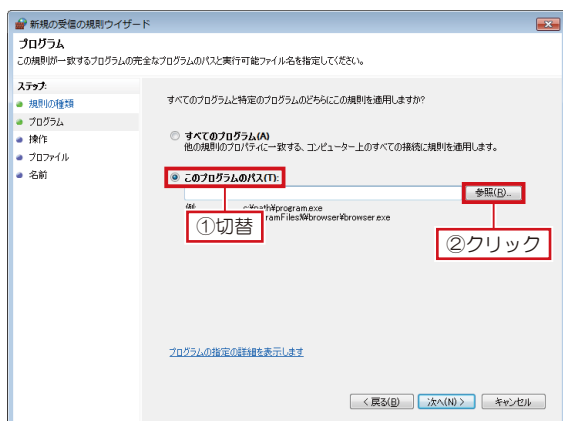 新規の受信の規則ウィザード
プログラム
この規則が一致するプログラムの完全なプログラムのパスと実行可能ファイル名を指定してください。
ステップ:
規則の種類
プログラム
操作
プロファイル
名前
すべてのプログラムと特定のプログラムのどちらにこの規則を適用しますか?
すべてのプログラム(A)
他の規則のプロパティに一致する、コンピューター上のすべての接続に規則を適用します。
このプログラムのパス(T):
参照(R)...
c:¥path¥program.exe
ramFiles%¥browser¥browser.exe
①切替
②クリック
プログラムの指定の詳細を表示します
< 戻る(B)
次へ(N) >
キャンセル